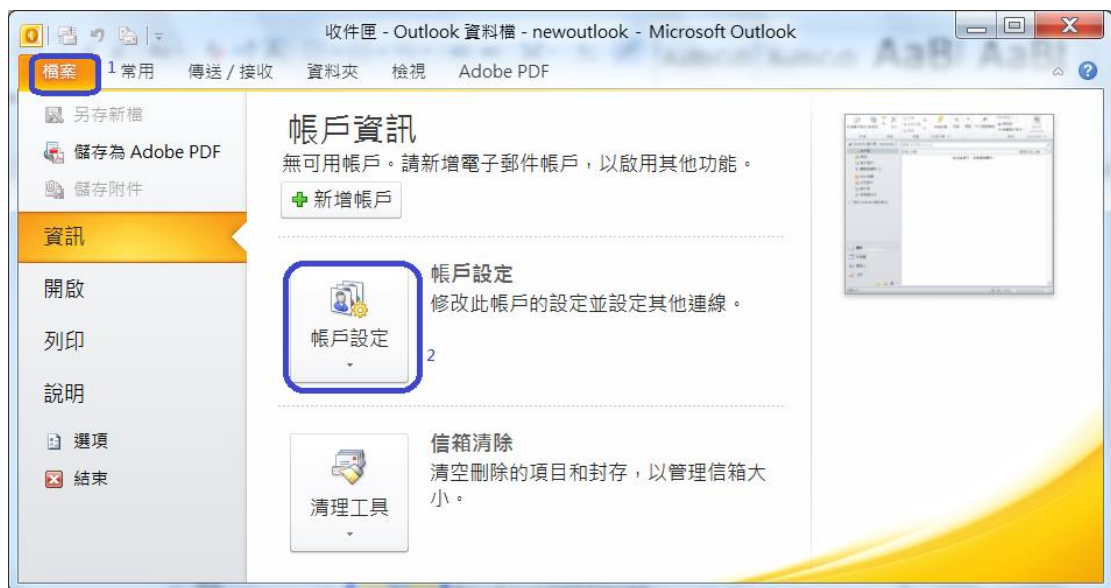 收件匣 - Outlook 資料檔 - newoutlook - Microsoft Outlook
檔案 1 常用 傳送 / 接收 資料夾 檢視 Adobe PDF
另存新檔
儲存為 Adobe PDF
儲存附件
資訊
開啟
列印
說明
選項
結束
帳戶資訊
無可用帳戶。請新增電子郵件帳戶，以啟用其他功能。
新增帳戶
帳戶設定
2
帳戶設定
修改此帳戶的設定並設定其他連線。
清理工具
信箱清除
清空刪除的項目和封存，以管理信箱大
小。